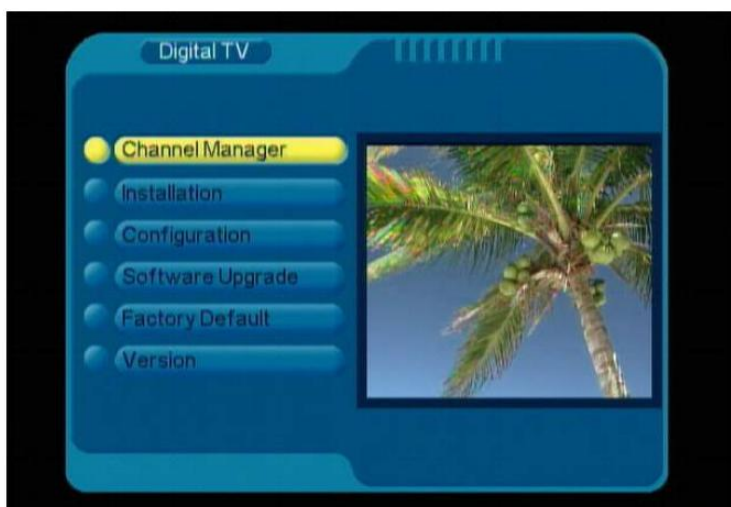 Digital TV
Channel Manager
Installation
Configuration
Software Upgrade
Factory Default
Version